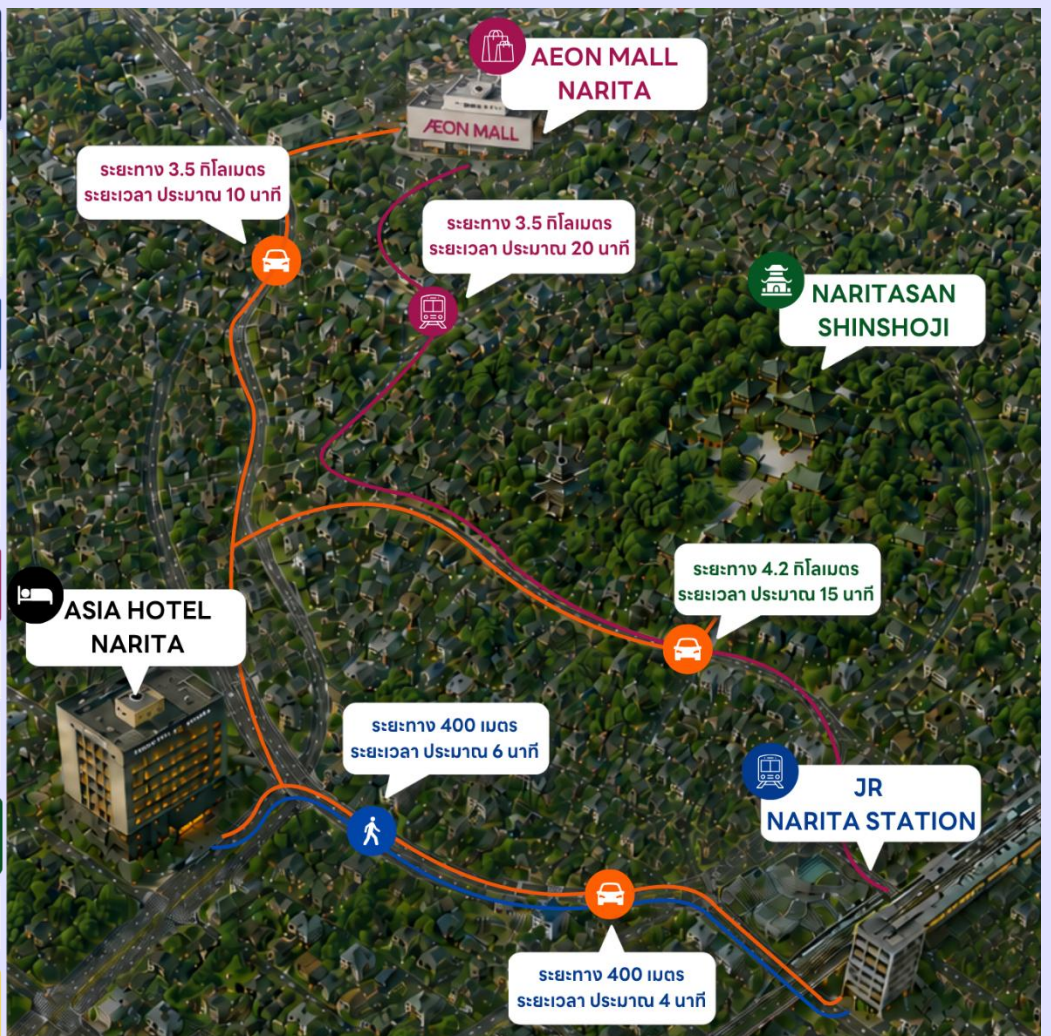 AEON MALL
NARITA
ÆON MALL
ระยะทาง 3.5 กิโลเมตร
ระยะเวลา ประมาณ 10 นาที
ระยะทาง 3.5 กิโลเมตร
ระยะเวลา ประมาณ 20 นาที
NARITASAN
SHINSHOJI
ระยะทาง 4.2 กิโลเมตร
ระยะเวลา ประมาณ 15 นาที
ASIA HOTEL
NARITA
ระยะทาง 400 เมตร
ระยะเวลา ประมาณ 6 นาที
JR
NARITA STATION
ระยะทาง 400 เมตร
ระยะเวลา ประมาณ 4 นาที